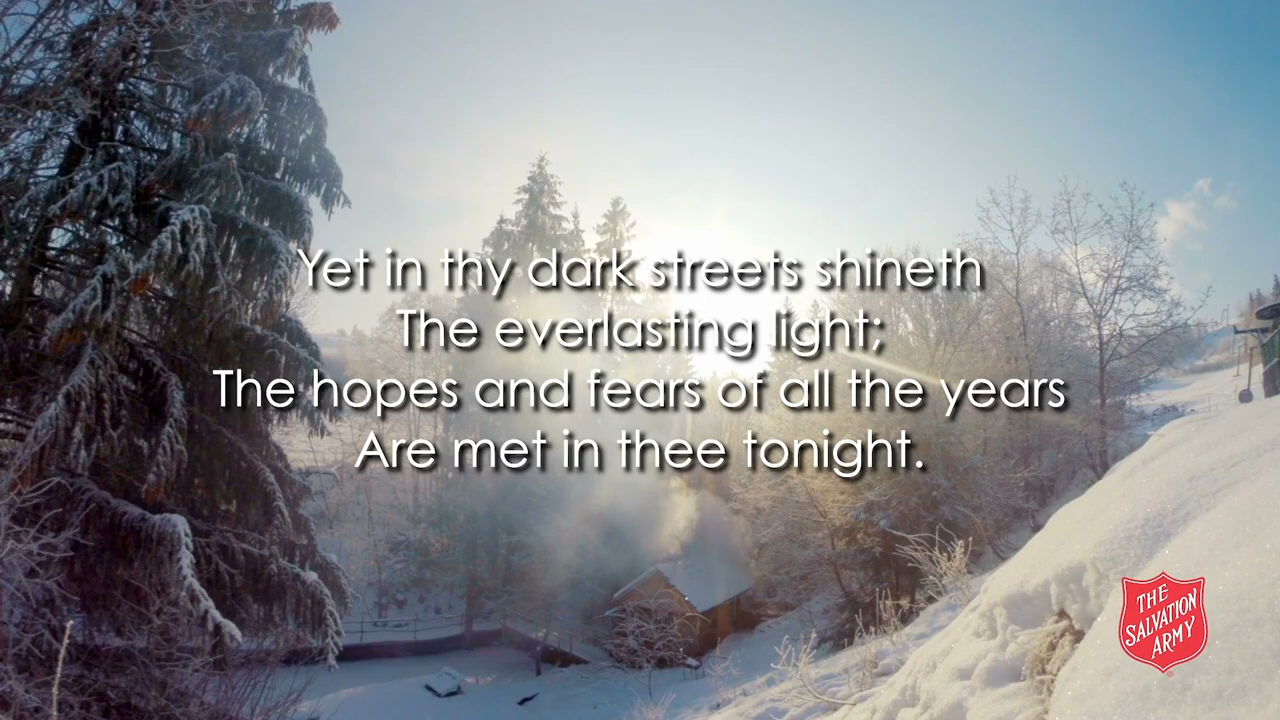 Yet in thy dark streets shineth
The everlasting light;
The hopes and fears of all the years
Are met in thee tonight.
THE
SALVATION
ARMY